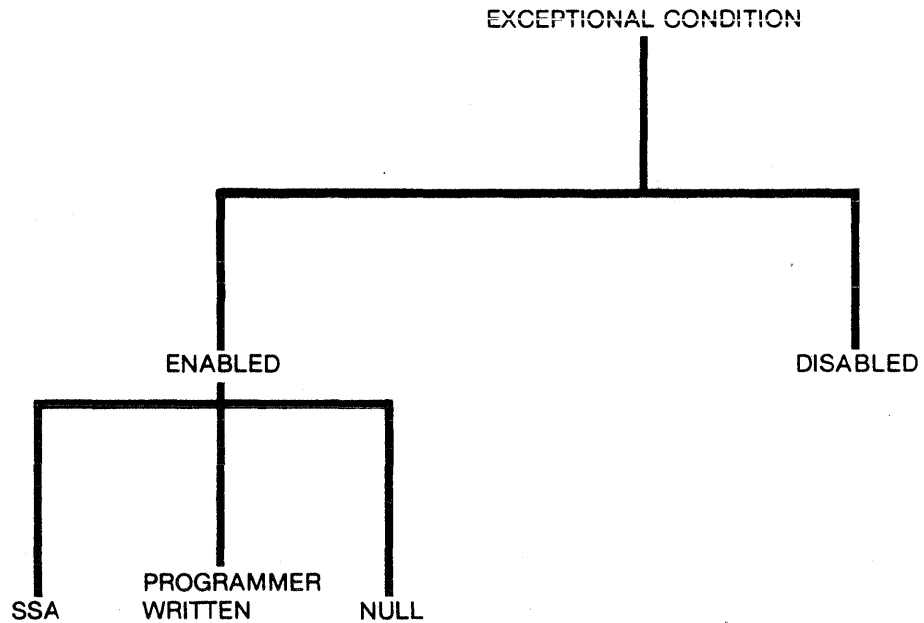 EXCEPTIONAL CONDITION
ENABLED
DISABLED
SSA
PROGRAMMER
WRITTEN
NULL